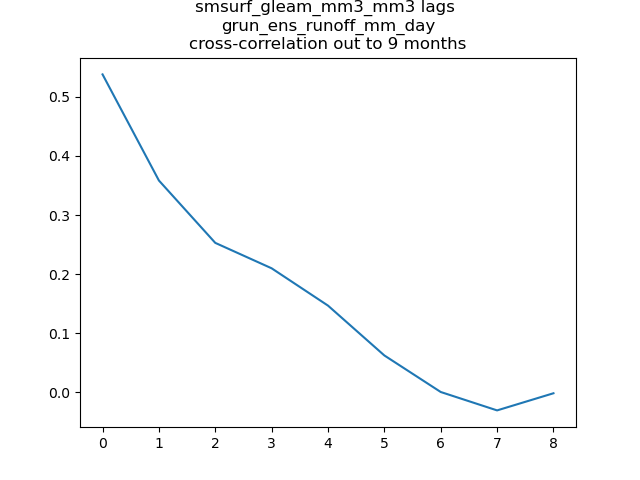 smsurf_gleam_mm3_mm3 lags
grun_ens_runoff_mm_day
cross-correlation out to 9 months
0.5
0.4
0.3
0.2
0.1
0.0
0 1 2 3 4 5 6 7 8